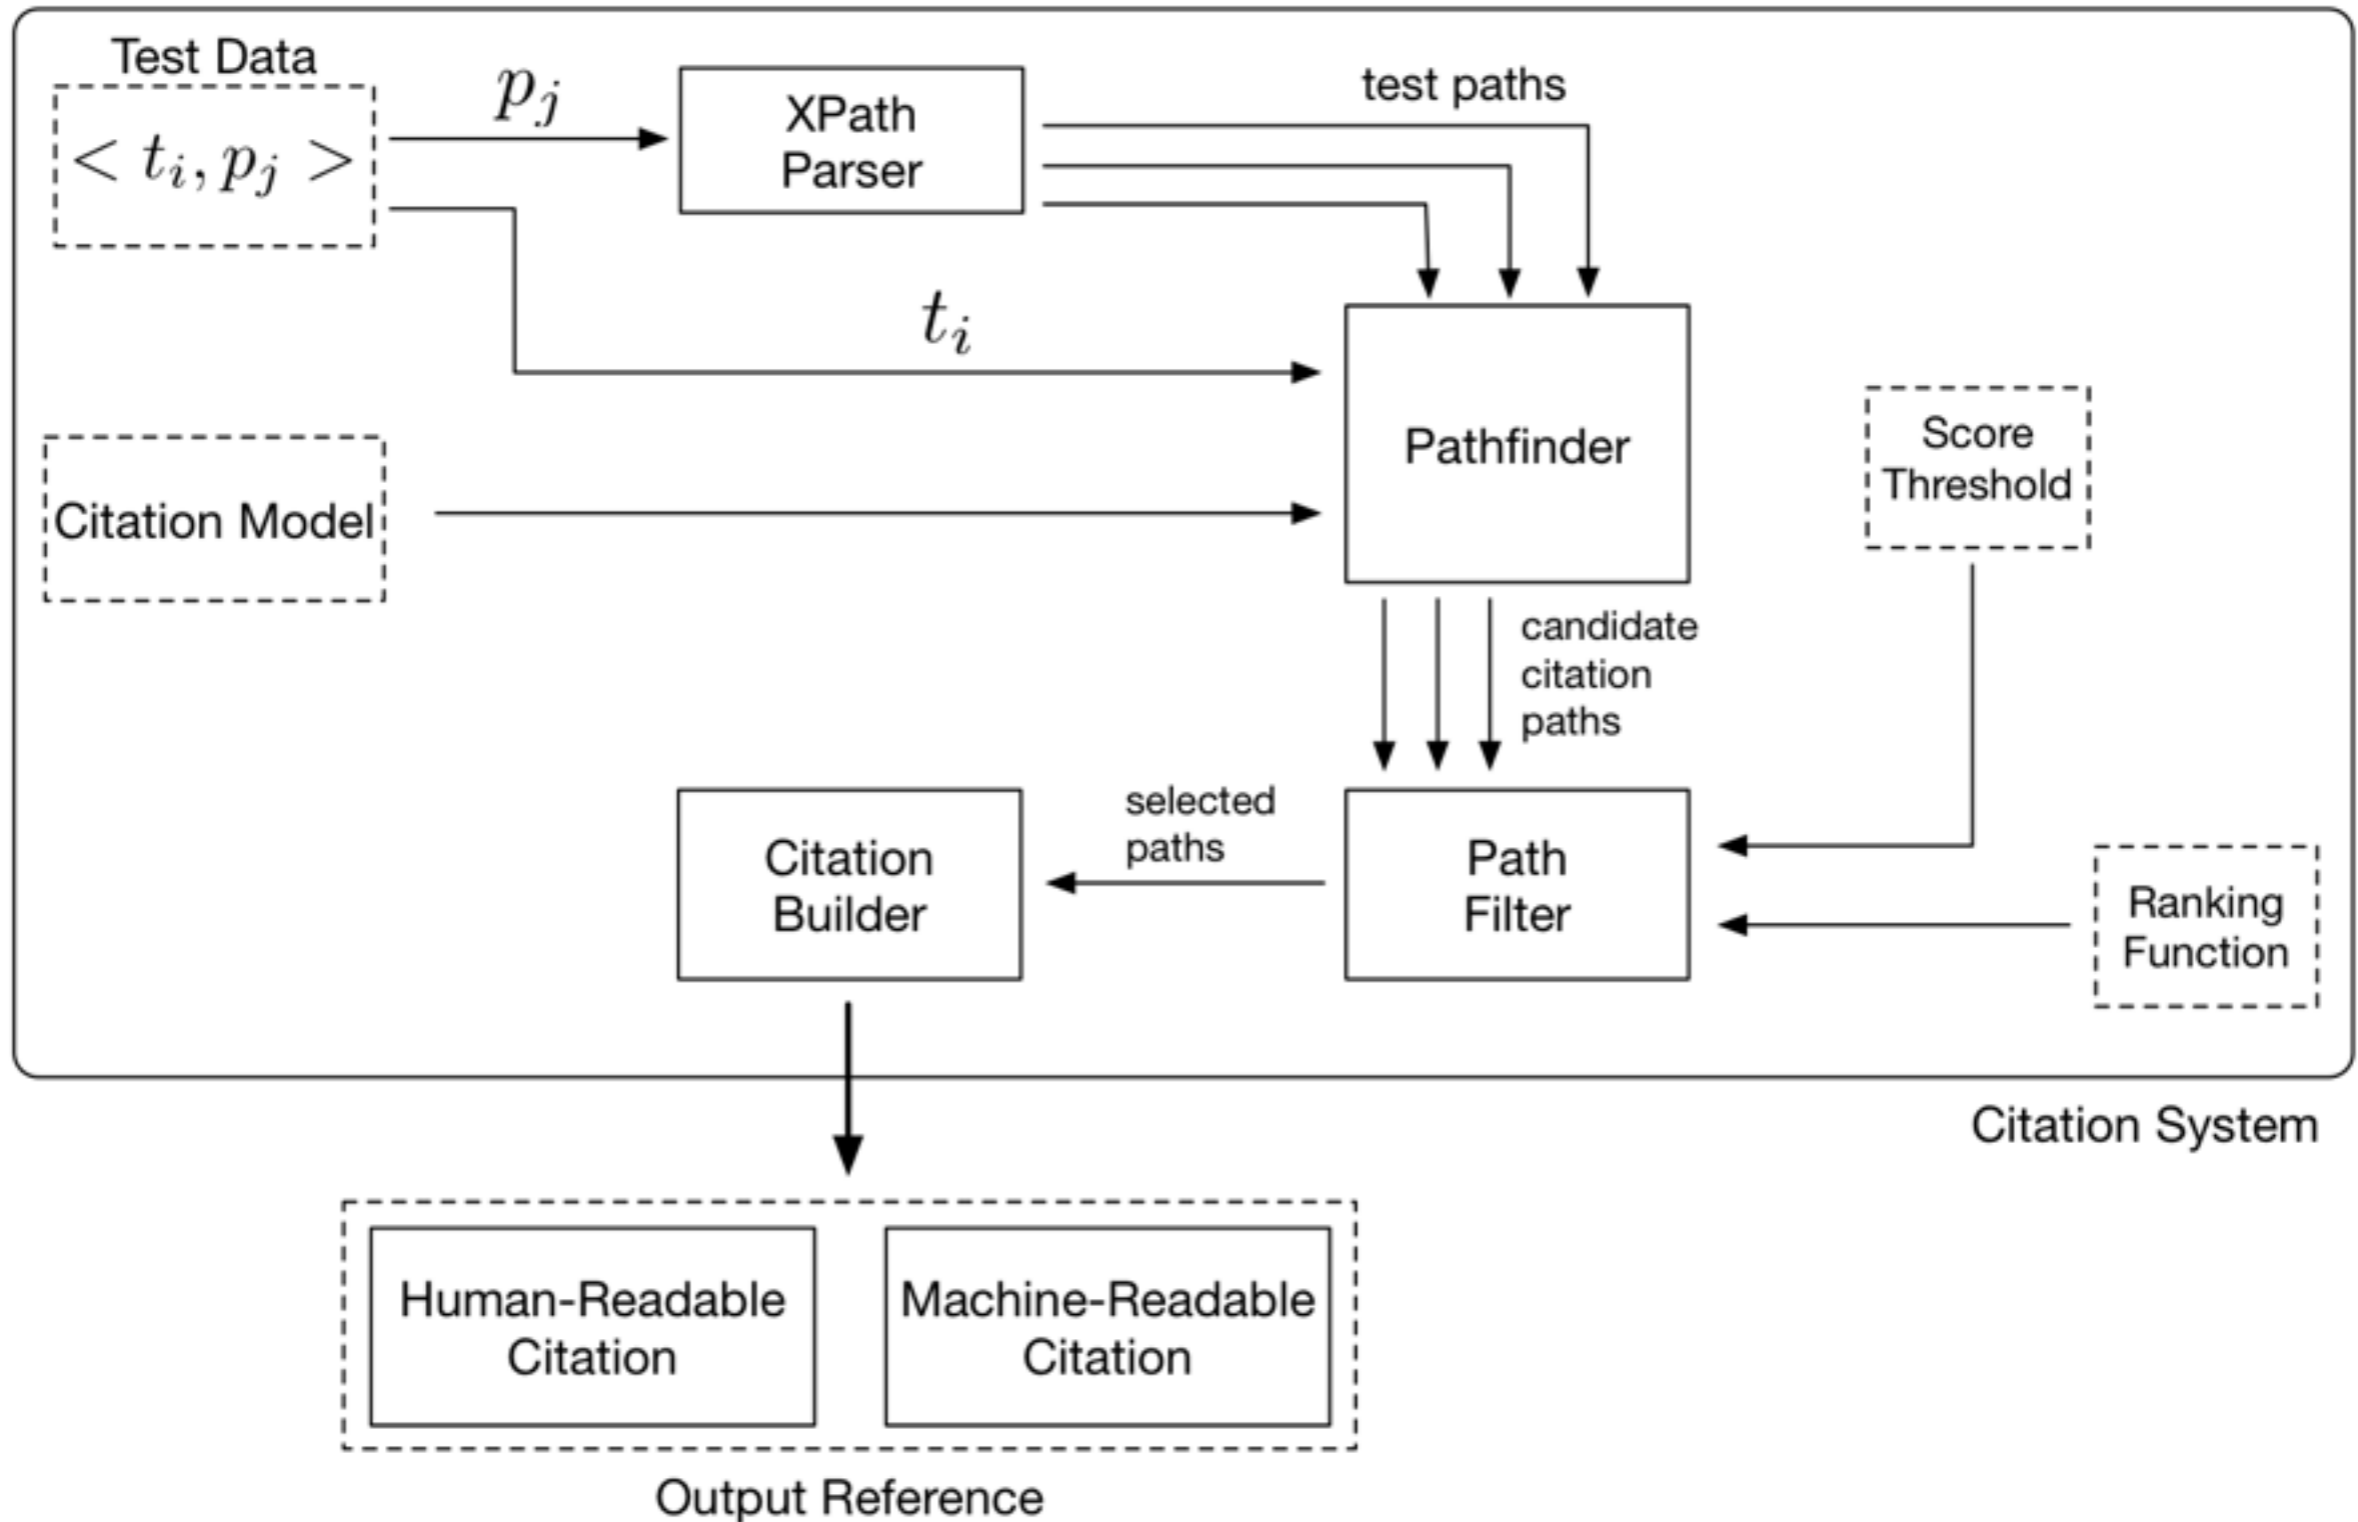 Test Data
< t_i, p_j >
p_j
XPath
Parser
test paths
t_i
Pathfinder
Score
Threshold
Citation Model
candidate
citation
paths
Citation
Builder
selected
paths
Path
Filter
Ranking
Function
Citation System
Human-Readable
Citation
Machine-Readable
Citation
Output Reference